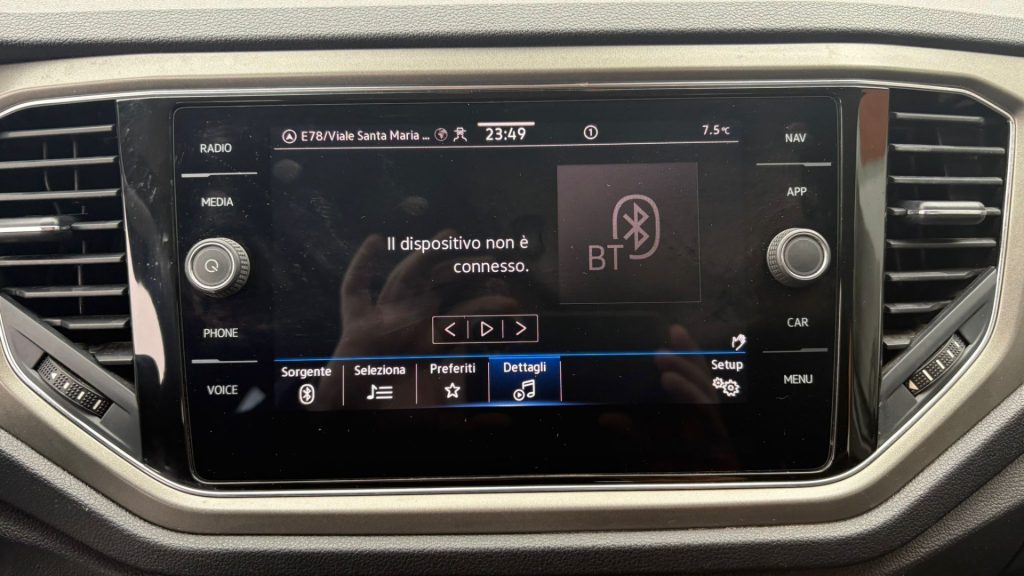 E78/Viale Santa Maria ... 23:49 1 7.5°C
RADIO
MEDIA
PHONE
VOICE
Il dispositivo non è
connesso.
BT
Sorgente
Seleziona
Preferiti
Dettagli
Setup
NAV
APP
CAR
MENU